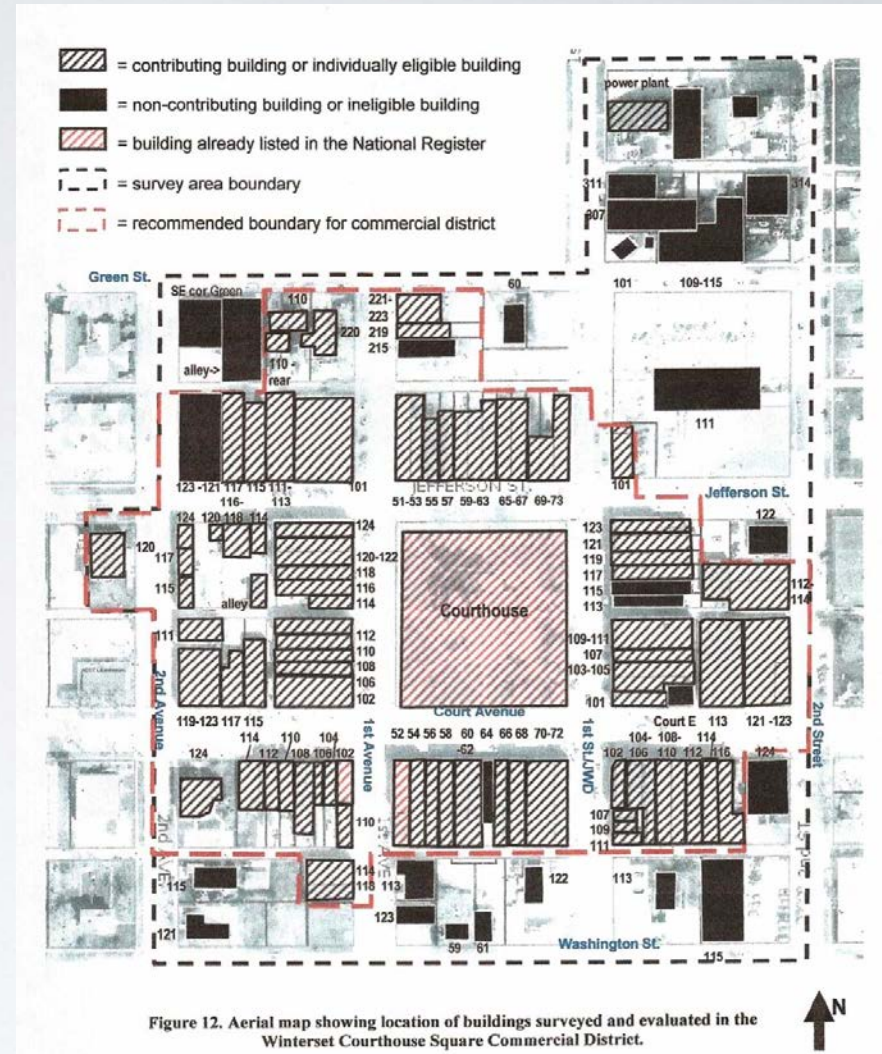 = contributing building or individually eligible building
= non-contributing building or ineligible building
= building already listed in the National Register
= survey area boundary
= recommended boundary for commercial district
power plant
311
314
307
Green St.
SE cor Green
110
221-
60
101
109-115
223
220
219
215
alley->
110 -
rear
111
123 -121 117 115 111-
101
JEFFERSON ST.
101
Jefferson St.
116-
113
51-53 55 57 59-63 65-67 69-73
124 120 118 114
124
123
122
120
121
117
120-122
119
118
117
115
116
115
112-
alley
114
113
114
Courthouse
111
112
109-111
110
107
108
103-105
106
102
101
2nd Avenue
1st Avenue
Court Avenue
1st St./JWD
2nd Street
119-123 117 115
Court E 113 121 -123
114 110 104
52 54 56 58 60 64 66 68 70-72
104- 108- 114
124
112 108 106 102
-62
102 106 110 112 116
124
110
107
109
111
2nd AVE
115
114
118
113
122
113
121
123
59
61
Washington St.
115
N
Figure 12. Aerial map showing location of buildings surveyed and evaluated in the
Winterset Courthouse Square Commercial District.